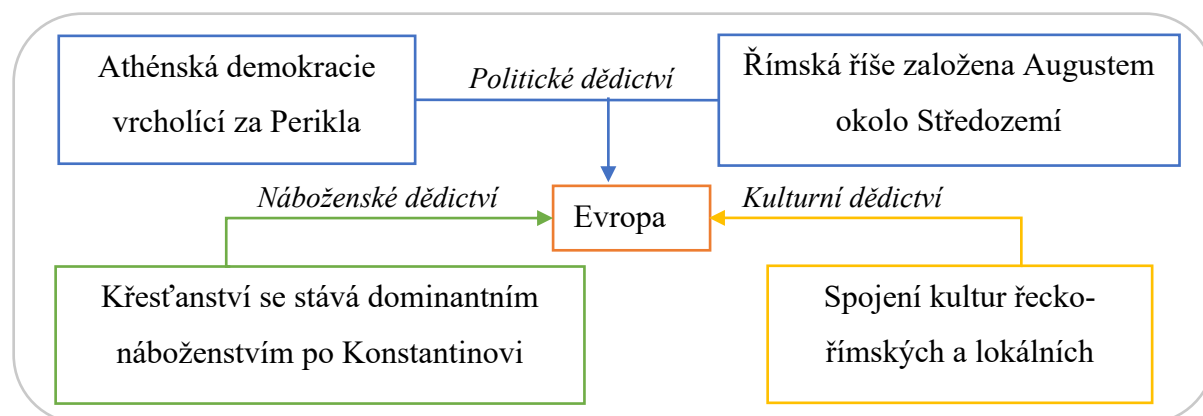 Athénská demokracie
vrcholící za Perikla
Politické dědictví
Římská říše založena Augustem
okolo Středozemí
Náboženské dědictví
Evropa
Kulturní dědictví
Křesťanství se stává dominantním
náboženstvím po Konstantinovi
Spojení kultur řecko-
římských a lokálních